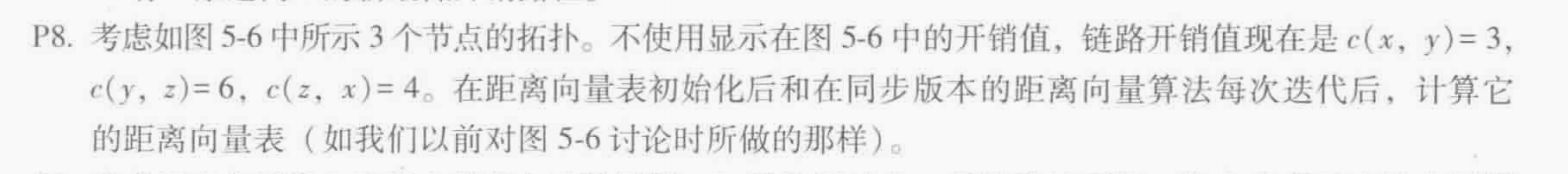 P8. 考虑如图 5-6 中所示 3 个节点的拓扑。不使用显示在图 5-6 中的开销值，链路开销值现在是 c(x, y)= 3,
c(y, z)= 6, c(z, x)= 4。在距离向量表初始化后和在同步版本的距离向量算法每次迭代后，计算它
的距离向量表（如我们以前对图 5-6 讨论时所做的那样）。